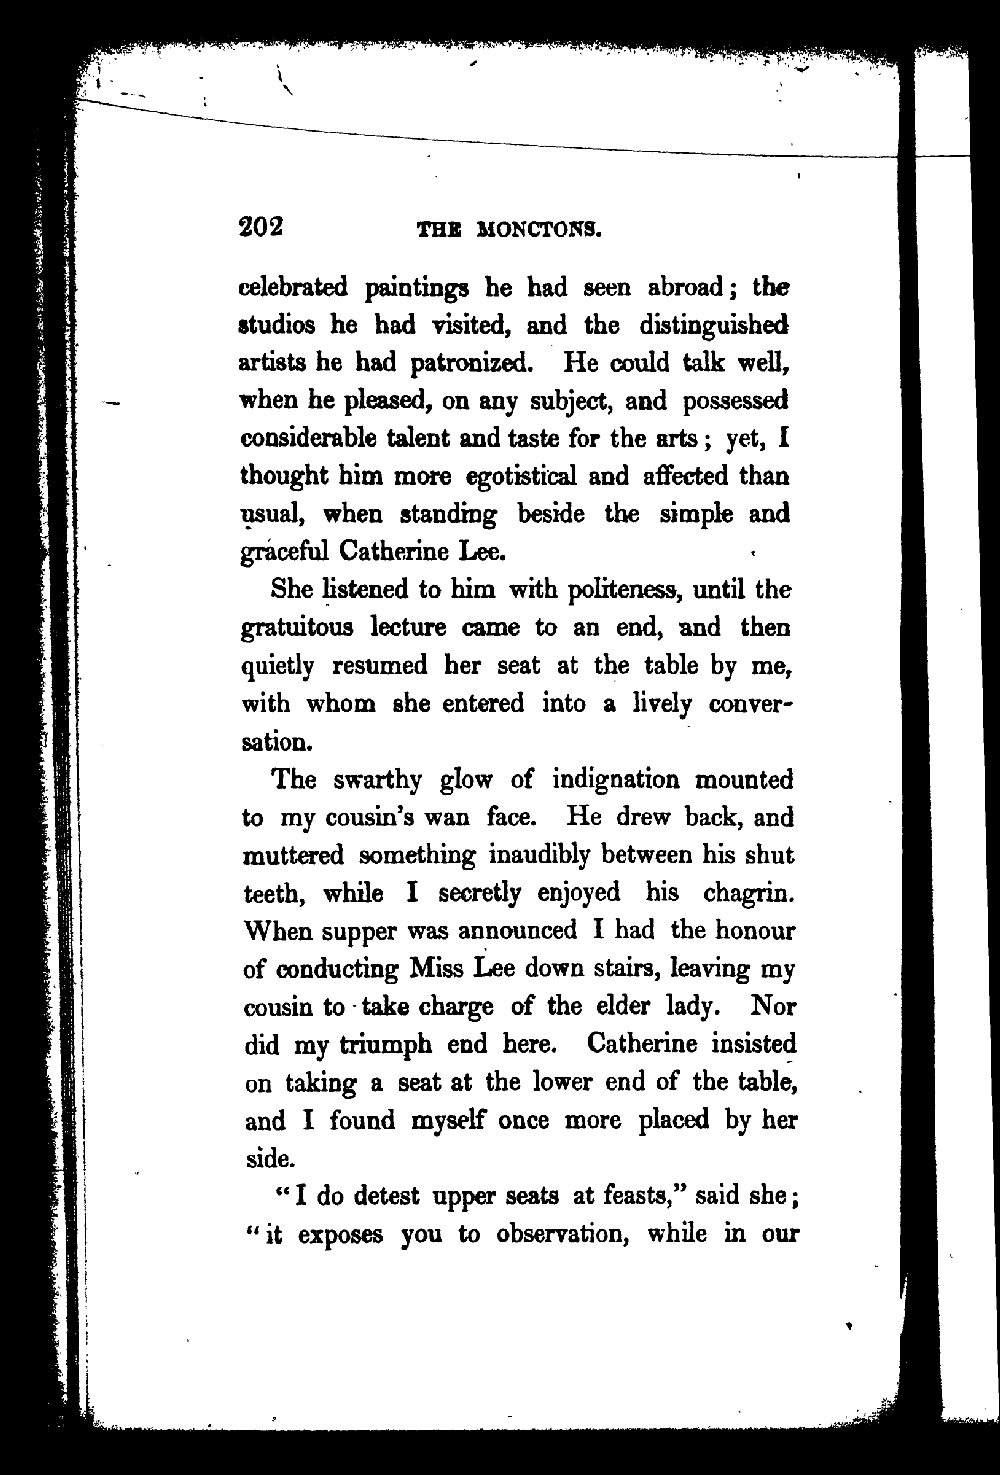 202 THE MONCTONS.
celebrated paintings he had seen abroad; the
studios he had visited, and the distinguished
artists he had patronized. He could talk well,
when he pleased, on any subject, and possessed
considerable talent and taste for the arts; yet, I
thought him more egotistical and affected than
usual, when standing beside the simple and
graceful Catherine Lee.
She listened to him with politeness, until the
gratuitous lecture came to an end, and then
quietly resumed her seat at the table by me,
with whom she entered into a lively conver-
sation.
The swarthy glow of indignation mounted
to my cousin's wan face. He drew back, and
muttered something inaudibly between his shut
teeth, while I secretly enjoyed his chagrin.
When supper was announced I had the honour
of conducting Miss Lee down stairs, leaving my
cousin to take charge of the elder lady. Nor
did my triumph end here. Catherine insisted
on taking a seat at the lower end of the table,
and I found myself once more placed by her
side.
"I do detest upper seats at feasts," said she;
"it exposes you to observation, while in our